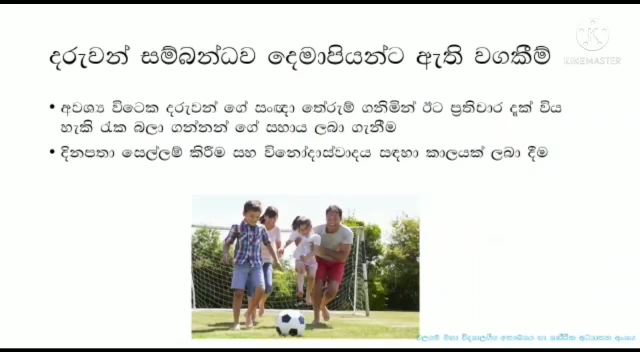 දරුවන් සම්බන්ධව දෙමාපියන්ට ඇති වගකීම්
KINEMASTER
• අවශ්‍ය විටෙක දරුවන් ගේ සංඥා තේරුම් ගනිමින් ඊට ප්‍රතිචාර දැක් විය
හැකි රැක බලා ගන්නන් ගේ සහාය ලබා ගැනීම
• දිනපතා සෙල්ලම් කිරීම සහ විනෝදාස්වාදය සඳහා කාලයක් ලබා දීම